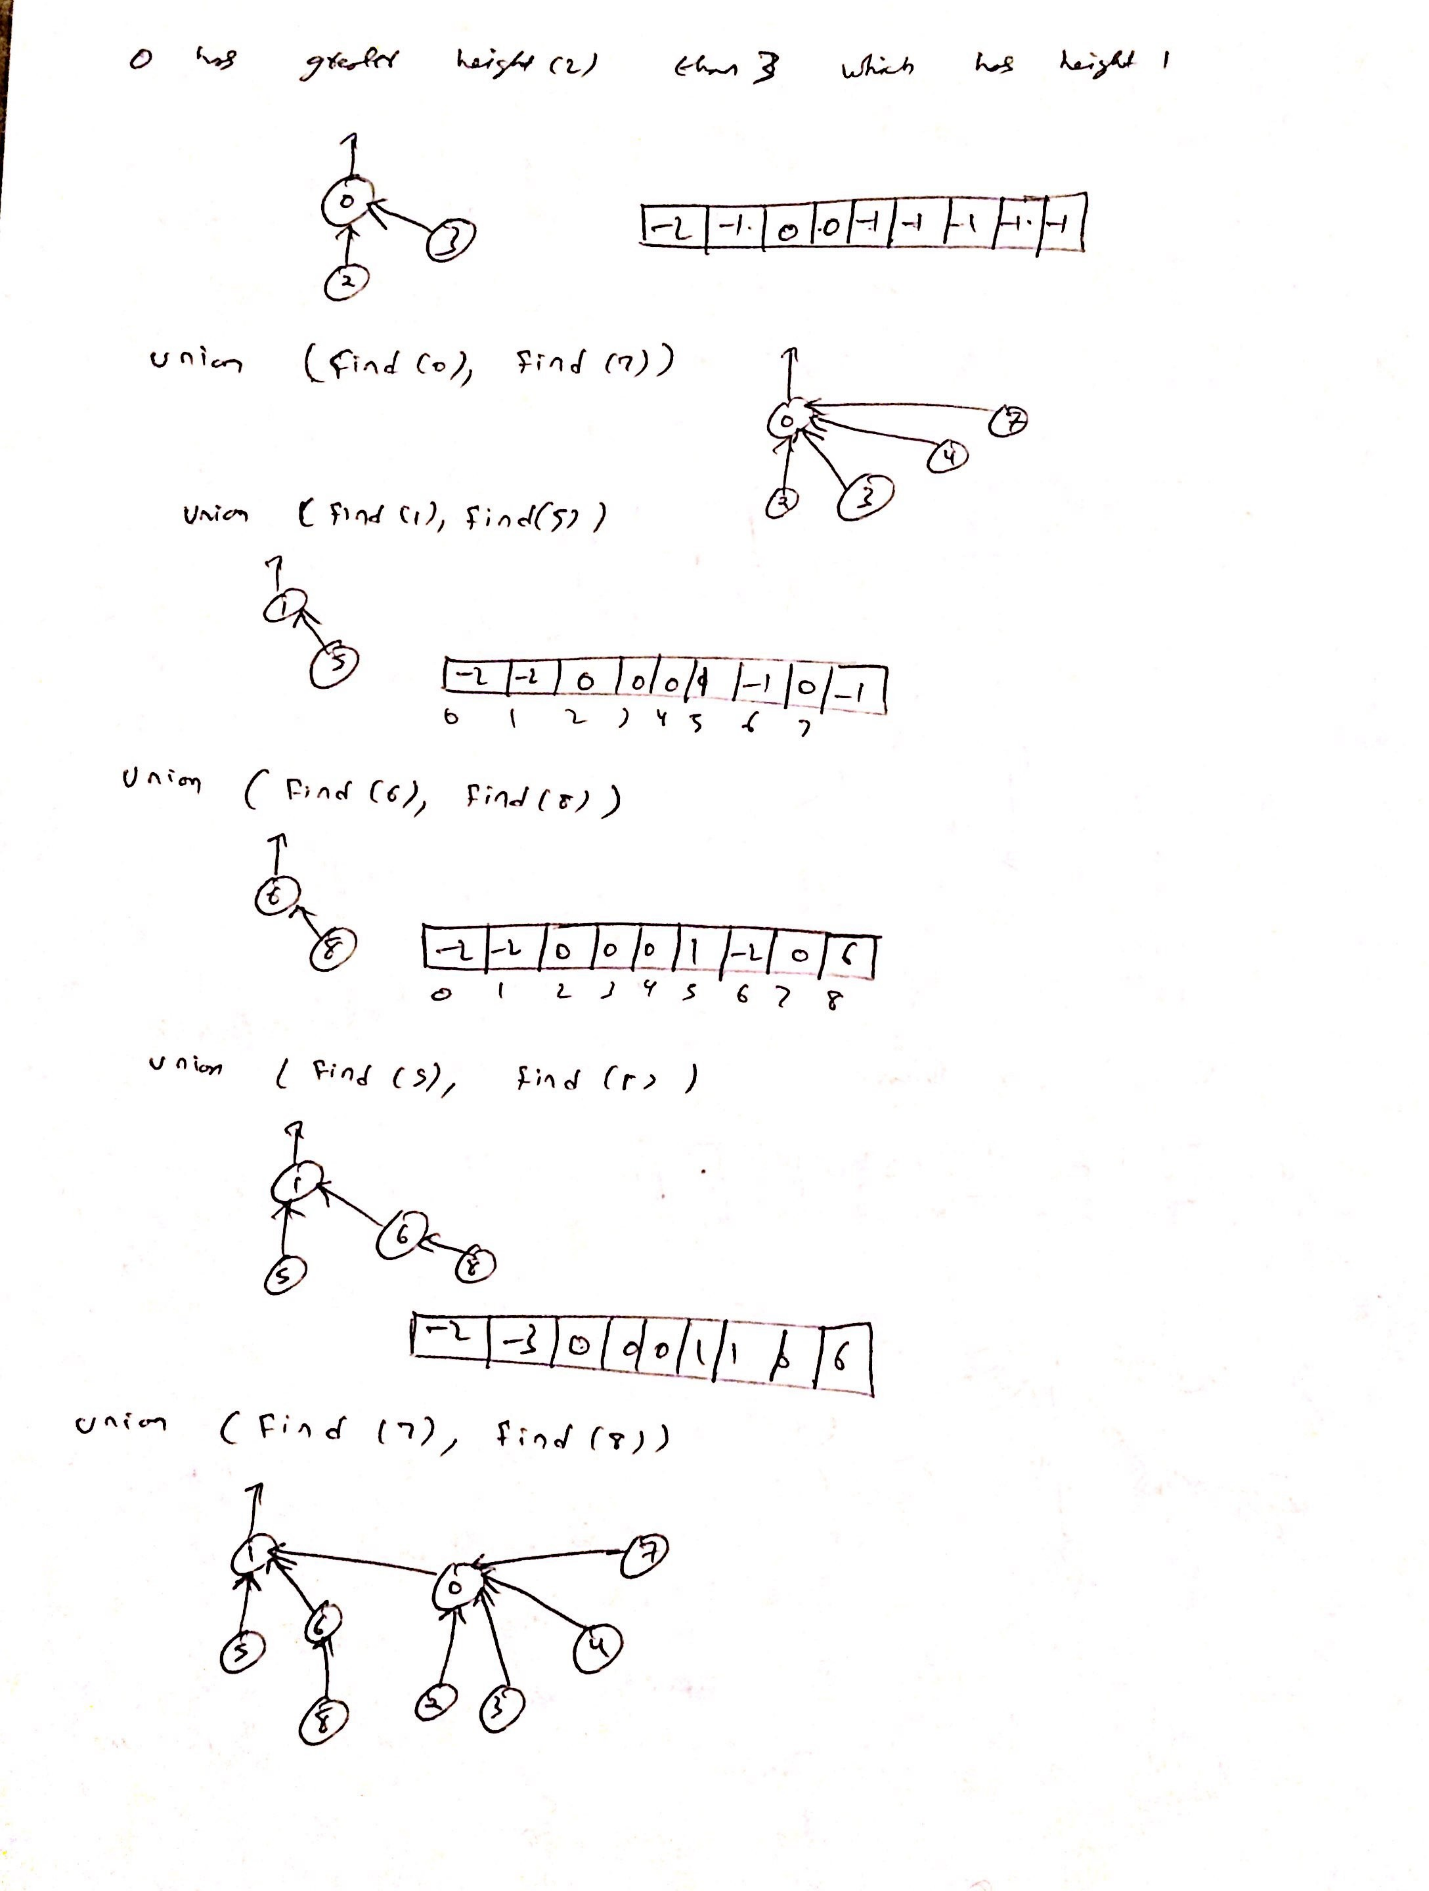 0 has greater height (2) than 3 which has height 1
0
3
2
-2 -1 0 0 -1 -1 -1 -1 -1
union (find (0), find (7))
0
7
4
2 3
union (find (1), find(5))
1
5
-2 -2 0 0 0 1 -1 0 -1
0 1 2 3 4 5 6 7
Union (find (6), find (8))
6
8
-2 -2 0 0 0 1 -2 0 6
0 1 2 3 4 5 6 7 8
union (find (5), find ( ))
1
6
5 8
-2 -3 0 0 0 1 1 0 6
union (find (7), find (8))
1 7
0
6
5 4
8 2 3